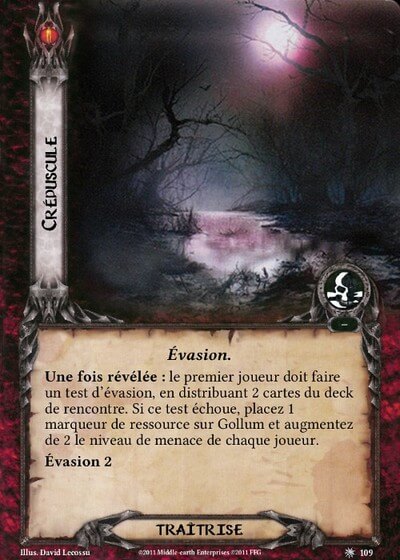 CRÉPUSCULE
Évasion.
Une fois révélée : le premier joueur doit faire
un test d'évasion, en distribuant 2 cartes du deck
de rencontre. Si ce test échoue, placez 1
marqueur de ressource sur Gollum et augmentez
de 2 le niveau de menace de chaque joueur.
Évasion 2
TRAÎTRISE
Illus. David Lecossu
©2011 Middle-earth Enterprises ©2011 FFG
109